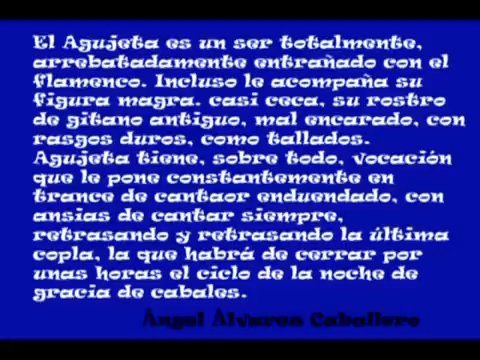 El Agujeta es un ser totalmente,
arrebatadamente entrañado con el
flamenco. Incluso le acompaña su
figura magra. casi ceca, su rostro
de gitano antiguo, mal encarado, con
rasgos duros, como tallados.
Agujeta tiene, sobre todo, vocación
que le pone constantemente en
trance de cantaor enduendado, con
ansias de cantar siempre,
retrasando y retrasando la última
copla, la que habrá de cerrar por
unas horas el ciclo de la noche de
gracia de cabales.
Ángel Álvarez Caballero